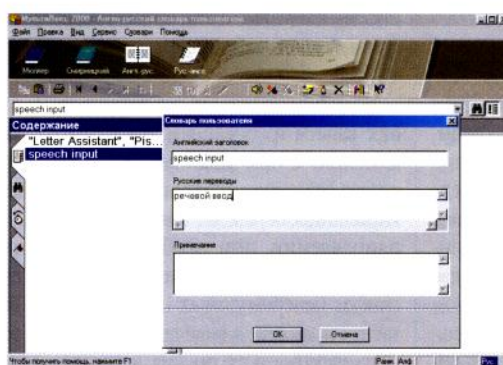 МультиЛекс 2000 - Англо-русский словарь пользователя
Файл Правка Вид Сервис Словари Помощь
Мюллер Смирницкий Англ-рус. Рус-англ.
speech input
Содержание
"Letter Assistant", "Pis...
speech input
Словарь пользователя
Английский заголовок
speech input
Русские переводы
речевой ввод
Примечание
OK Отмена
Чтобы получить помощь, нажмите F1
Рус